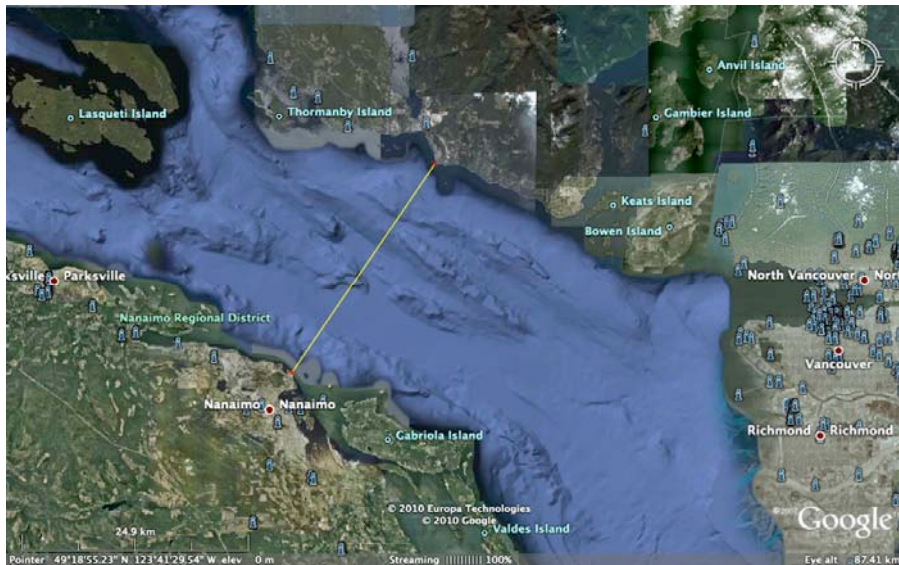 Anvil Island
Lasqueti Island
Thormanby Island
Gambier Island
Keats Island
Bowen Island
ksville Parksville
North Vancouver Nor
Nanaimo Regional District
Vancouver
Nanaimo Nanaimo
Richmond Richmond
Gabriola Island
© 2010 Europa Technologies
© 2010 Google
Google
Valdes Island
24.9 km
Pointer 49°18'55.23" N 123°41'29.54" W elev 0 m Streaming 100% Eye alt 87.41 km